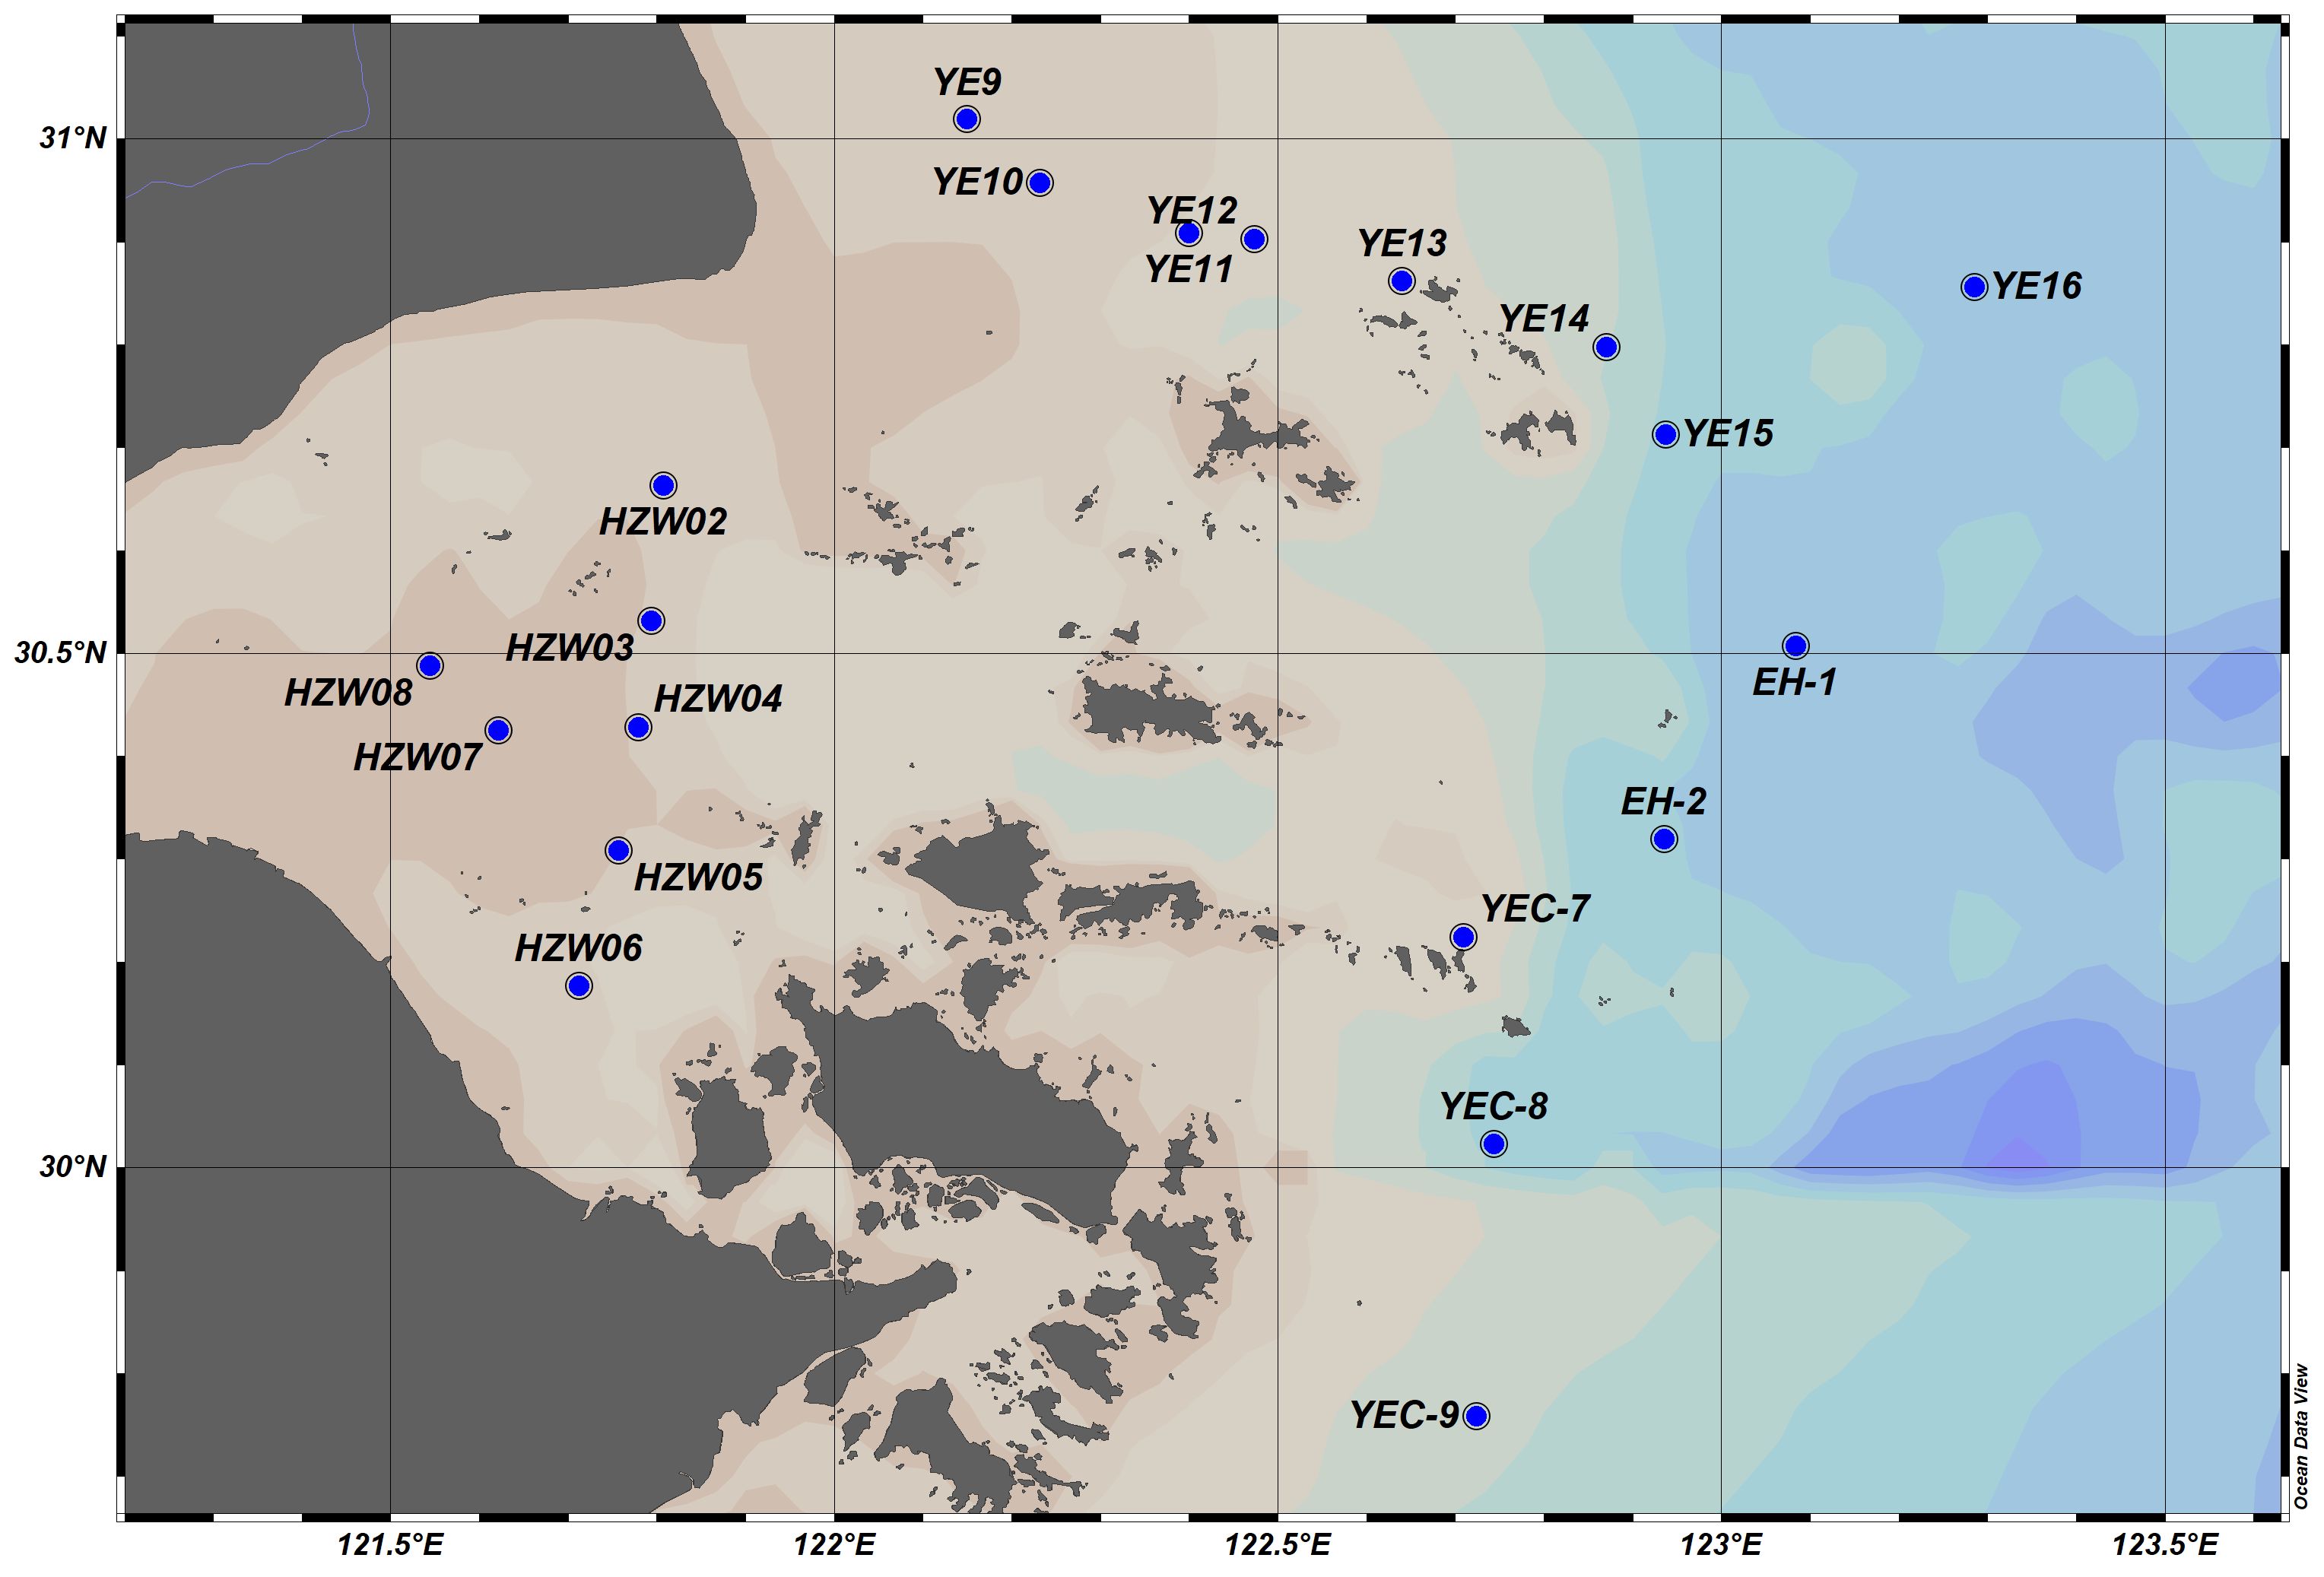 YE9
31°N
YE10
YE12
YE13
YE11
YE16
YE14
YE15
HZW02
HZW03
30.5°N
EH-1
HZW08
HZW04
HZW07
EH-2
HZW05
YEC-7
HZW06
YEC-8
30°N
YEC-9
Ocean Data View
121.5°E
122°E
122.5°E
123°E
123.5°E